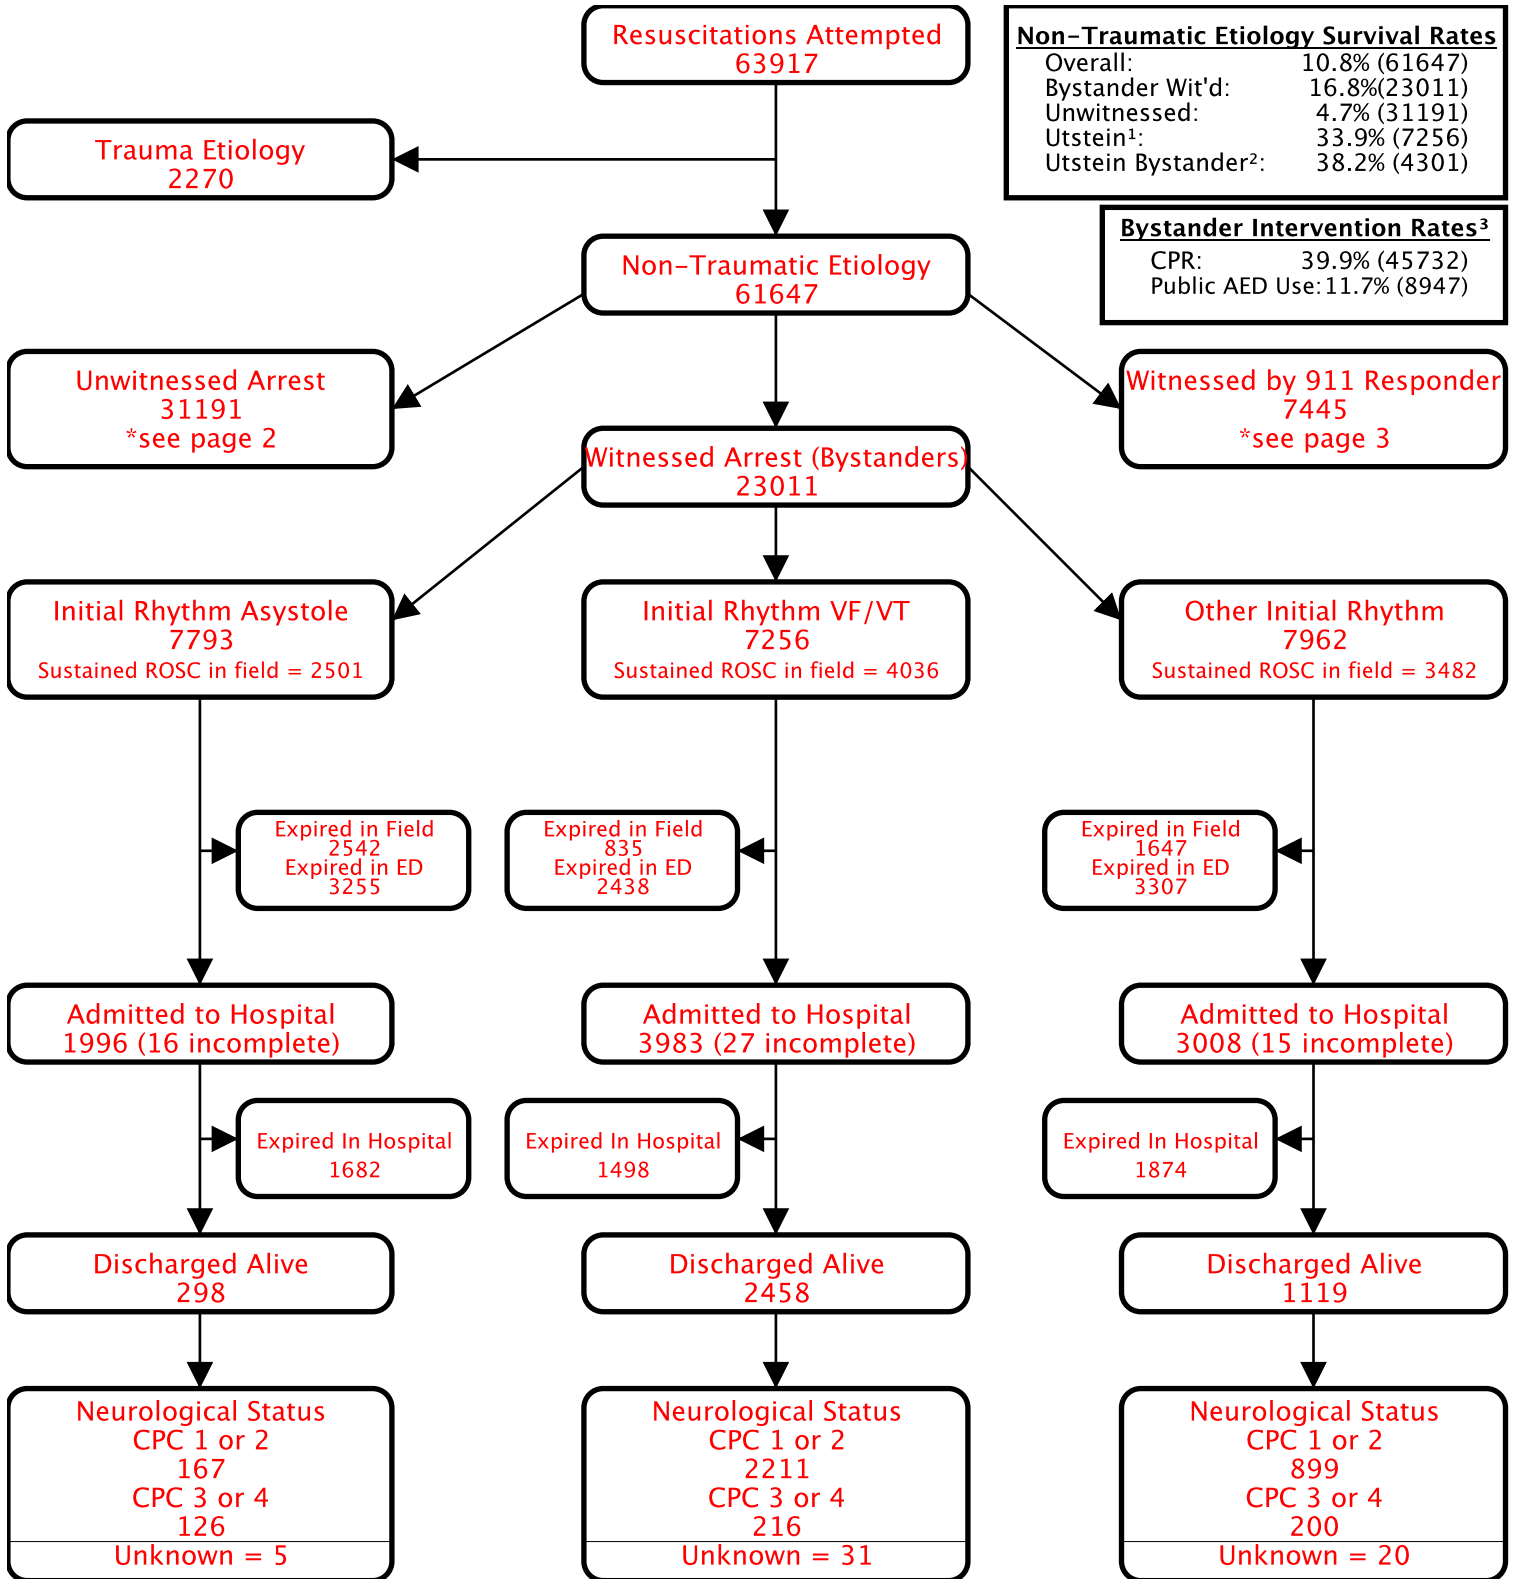 Resuscitations Attempted
63917
Non-Traumatic Etiology Survival Rates
Overall: 10.8% (61647)
Bystander Wit'd: 16.8%(23011)
Unwitnessed: 4.7% (31191)
Utstein¹: 33.9% (7256)
Utstein Bystander²: 38.2% (4301)
Trauma Etiology
2270
Bystander Intervention Rates³
CPR: 39.9% (45732)
Public AED Use: 11.7% (8947)
Non-Traumatic Etiology
61647
Unwitnessed Arrest
31191
*see page 2
Witnessed by 911 Responder
7445
*see page 3
Witnessed Arrest (Bystanders)
23011
Initial Rhythm Asystole
7793
Sustained ROSC in field = 2501
Initial Rhythm VF/VT
7256
Sustained ROSC in field = 4036
Other Initial Rhythm
7962
Sustained ROSC in field = 3482
Expired in Field
2542
Expired in ED
3255
Expired in Field
835
Expired in ED
2438
Expired in Field
1647
Expired in ED
3307
Admitted to Hospital
1996 (16 incomplete)
Admitted to Hospital
3983 (27 incomplete)
Admitted to Hospital
3008 (15 incomplete)
Expired In Hospital
1682
Expired In Hospital
1498
Expired In Hospital
1874
Discharged Alive
298
Discharged Alive
2458
Discharged Alive
1119
Neurological Status
CPC 1 or 2
167
CPC 3 or 4
126
Unknown = 5
Neurological Status
CPC 1 or 2
2211
CPC 3 or 4
216
Unknown = 31
Neurological Status
CPC 1 or 2
899
CPC 3 or 4
200
Unknown = 20